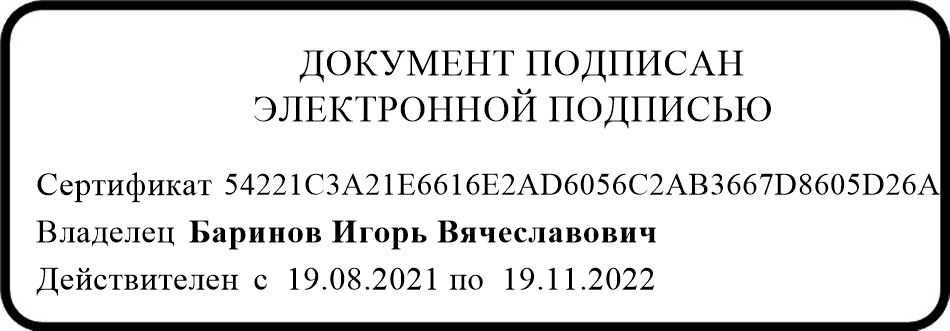 ДОКУМЕНТ ПОДПИСАН
ЭЛЕКТРОННОЙ ПОДПИСЬЮ
Сертификат 54221C3A21E6616E2AD6056C2AB3667D8605D26A
Владелец Баринов Игорь Вячеславович
Действителен с 19.08.2021 по 19.11.2022